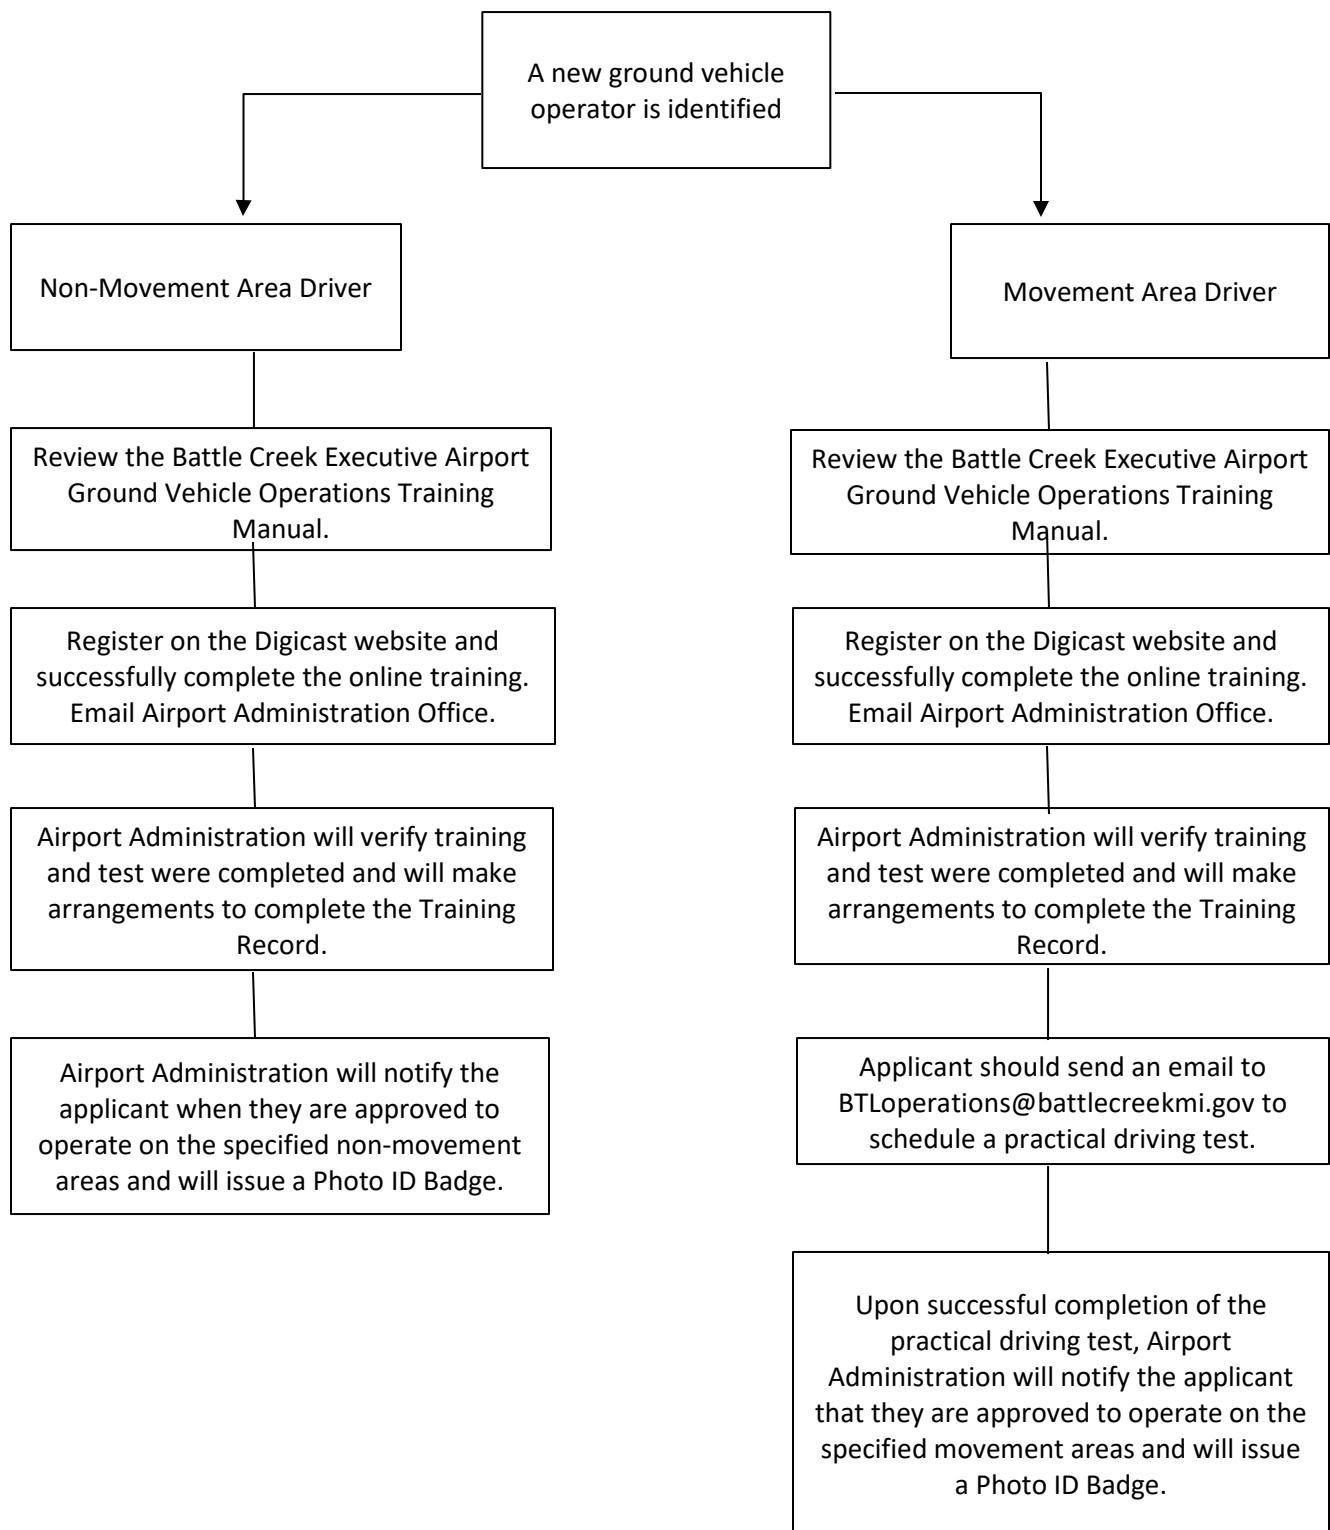 A new ground vehicle
operator is identified
Non-Movement Area Driver
Movement Area Driver
Review the Battle Creek Executive Airport
Ground Vehicle Operations Training
Manual.
Review the Battle Creek Executive Airport
Ground Vehicle Operations Training
Manual.
Register on the Digicast website and
successfully complete the online training.
Email Airport Administration Office.
Register on the Digicast website and
successfully complete the online training.
Email Airport Administration Office.
Airport Administration will verify training
and test were completed and will make
arrangements to complete the Training
Record.
Airport Administration will verify training
and test were completed and will make
arrangements to complete the Training
Record.
Airport Administration will notify the
applicant when they are approved to
operate on the specified non-movement
areas and will issue a Photo ID Badge.
Applicant should send an email to
BTLoperations@battlecreekmi.gov to
schedule a practical driving test.
Upon successful completion of the
practical driving test, Airport
Administration will notify the applicant
that they are approved to operate on the
specified movement areas and will issue
a Photo ID Badge.